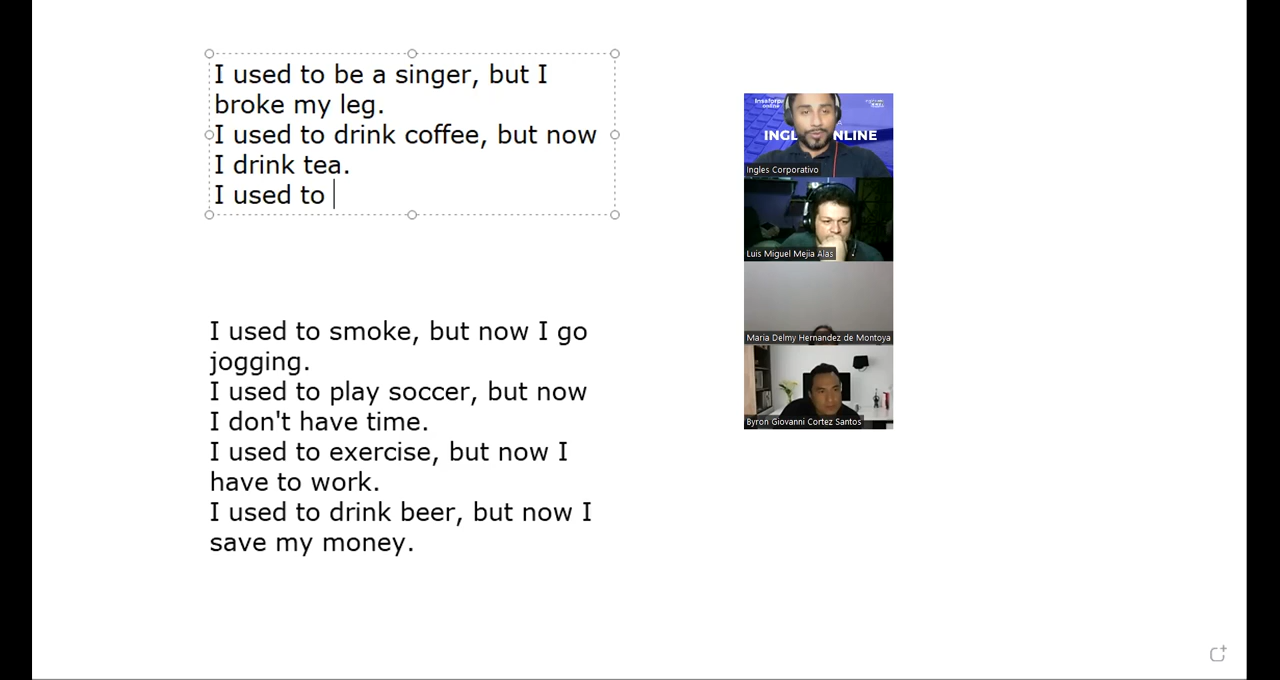 I used to be a singer, but I
broke my leg.
I used to drink coffee, but now
I drink tea.
I used to
I used to smoke, but now I go
jogging.
I used to play soccer, but now
I don't have time.
I used to exercise, but now I
have to work.
I used to drink beer, but now I
save my money.
Ingles Corporativo
Luis Miguel Mejia Alas
Maria Delmy Hernandez de Montoya
Byron Giovanni Cortez Santos